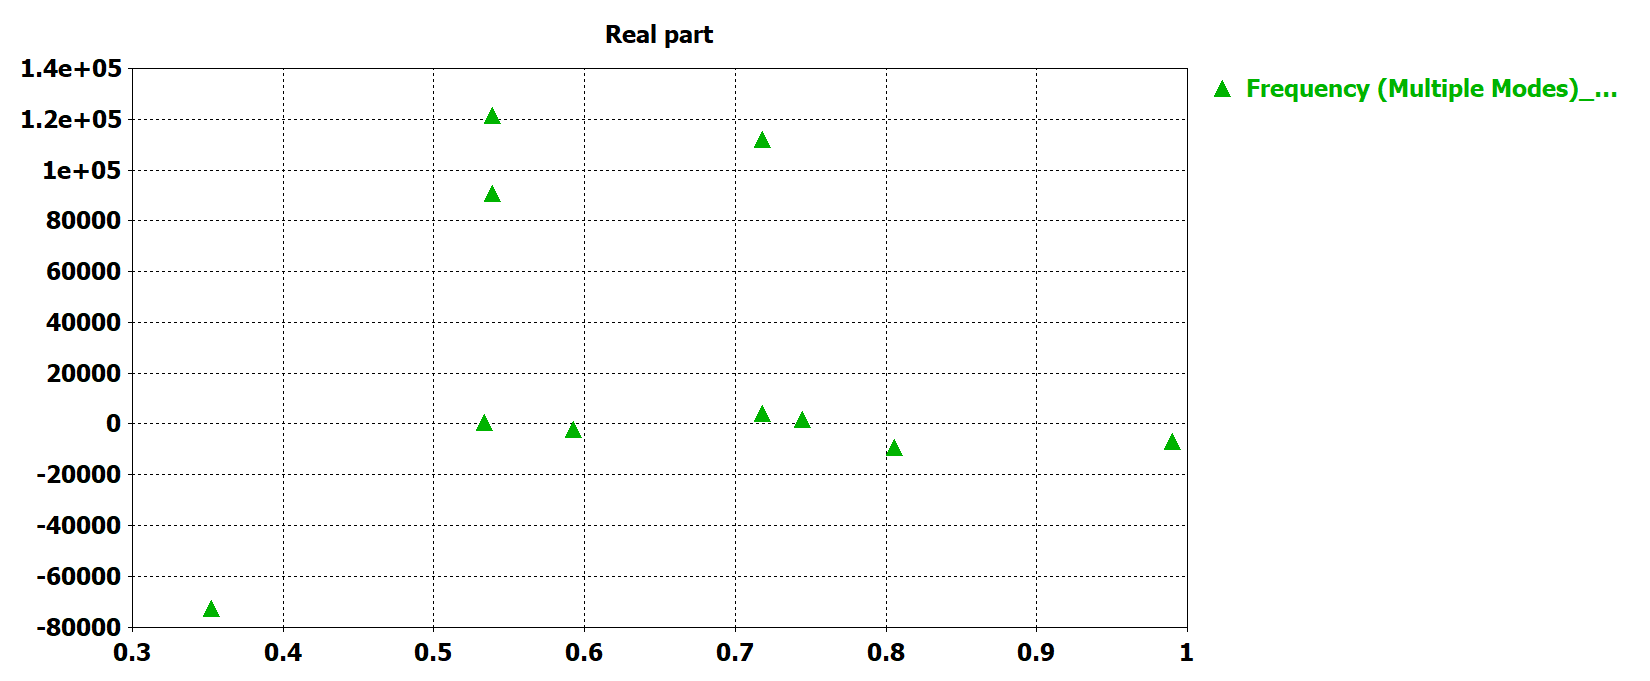 Real part
1.4e+05
1.2e+05
1e+05
80000
60000
40000
20000
0
-20000
-40000
-60000
-80000
0.3 0.4 0.5 0.6 0.7 0.8 0.9 1
Frequency (Multiple Modes)_...